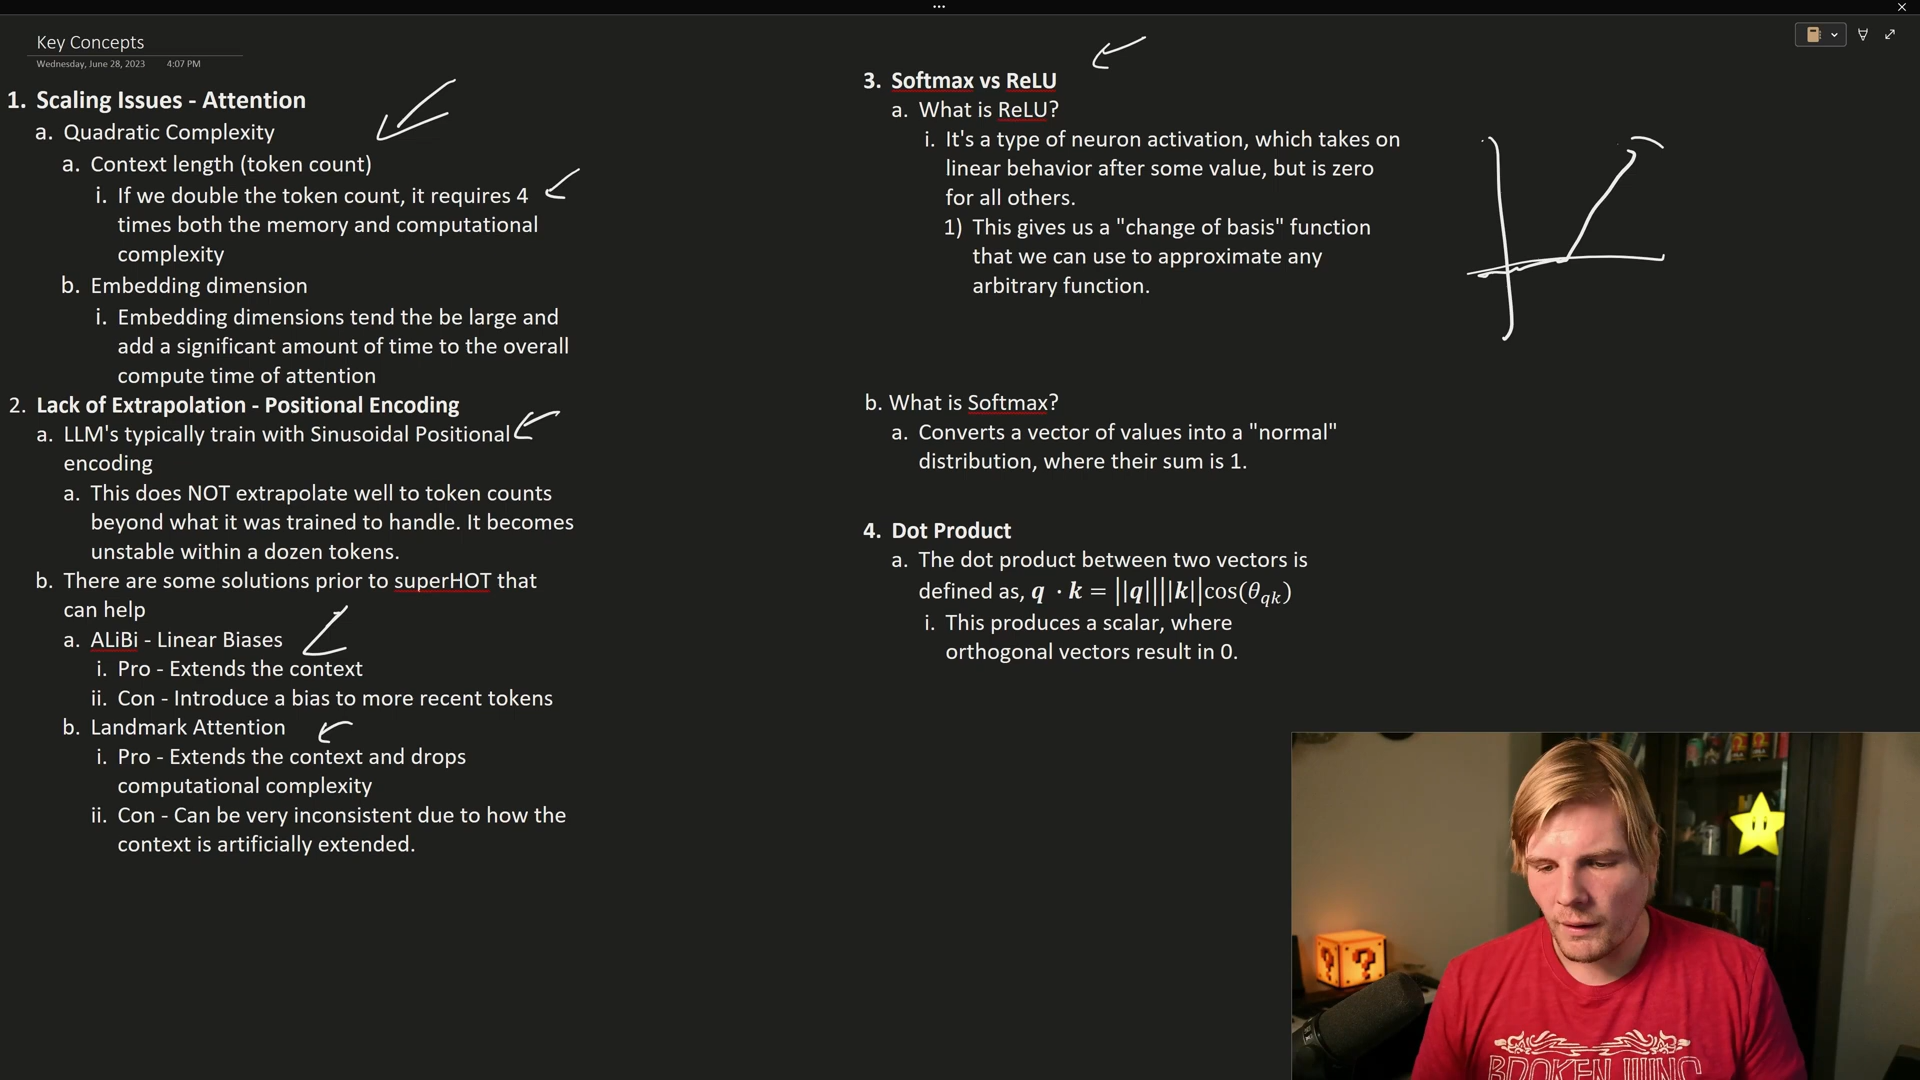 Key Concepts
Wednesday, June 28, 2023 4:07 PM
1. Scaling Issues - Attention
a. Quadratic Complexity
a. Context length (token count)
i. If we double the token count, it requires 4
times both the memory and computational
complexity
b. Embedding dimension
i. Embedding dimensions tend the be large and
add a significant amount of time to the overall
compute time of attention
2. Lack of Extrapolation - Positional Encoding
a. LLM's typically train with Sinusoidal Positional
encoding
a. This does NOT extrapolate well to token counts
beyond what it was trained to handle. It becomes
unstable within a dozen tokens.
b. There are some solutions prior to superHOT that
can help
a. ALiBi - Linear Biases
i. Pro - Extends the context
ii. Con - Introduce a bias to more recent tokens
b. Landmark Attention
i. Pro - Extends the context and drops
computational complexity
ii. Con - Can be very inconsistent due to how the
context is artificially extended.
3. Softmax vs ReLU
a. What is ReLU?
i. It's a type of neuron activation, which takes on
linear behavior after some value, but is zero
for all others.
1) This gives us a "change of basis" function
that we can use to approximate any
arbitrary function.
b. What is Softmax?
a. Converts a vector of values into a "normal"
distribution, where their sum is 1.
4. Dot Product
a. The dot product between two vectors is
defined as, q · k = ||q||||k||cos(θqk)
i. This produces a scalar, where
orthogonal vectors result in 0.
BROKEN